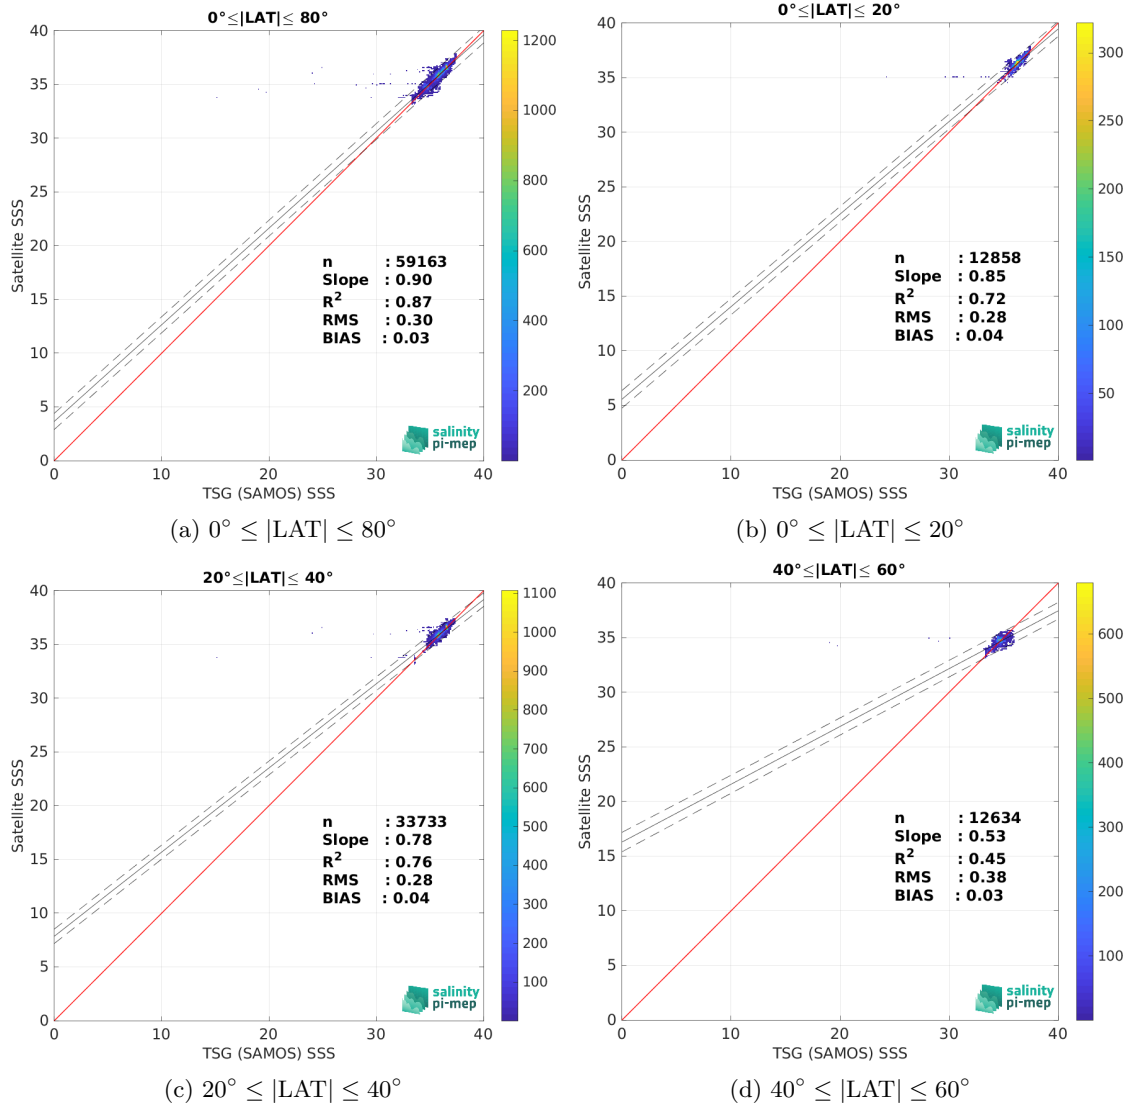 0°≤|LAT|≤ 80°
40
35
30
25
20
15
10
5
0
0
10
20
30
40
Satellite SSS
TSG (SAMOS) SSS
n : 59163
Slope : 0.90
R² : 0.87
RMS : 0.30
BIAS : 0.03
salinity
pi-mep
1200
1000
800
600
400
200
(a) 0° ≤ |LAT| ≤ 80°
0°≤|LAT|≤ 20°
40
35
30
25
20
15
10
5
0
0
10
20
30
40
Satellite SSS
TSG (SAMOS) SSS
n : 12858
Slope : 0.85
R² : 0.72
RMS : 0.28
BIAS : 0.04
salinity
pi-mep
300
250
200
150
100
50
(b) 0° ≤ |LAT| ≤ 20°
20°≤|LAT|≤ 40°
40
35
30
25
20
15
10
5
0
0
10
20
30
40
Satellite SSS
TSG (SAMOS) SSS
n : 33733
Slope : 0.78
R² : 0.76
RMS : 0.28
BIAS : 0.04
salinity
pi-mep
1100
1000
900
800
700
600
500
400
300
200
100
(c) 20° ≤ |LAT| ≤ 40°
40°≤|LAT|≤ 60°
40
35
30
25
20
15
10
5
0
0
10
20
30
40
Satellite SSS
TSG (SAMOS) SSS
n : 12634
Slope : 0.53
R² : 0.45
RMS : 0.38
BIAS : 0.03
salinity
pi-mep
600
500
400
300
200
100
(d) 40° ≤ |LAT| ≤ 60°